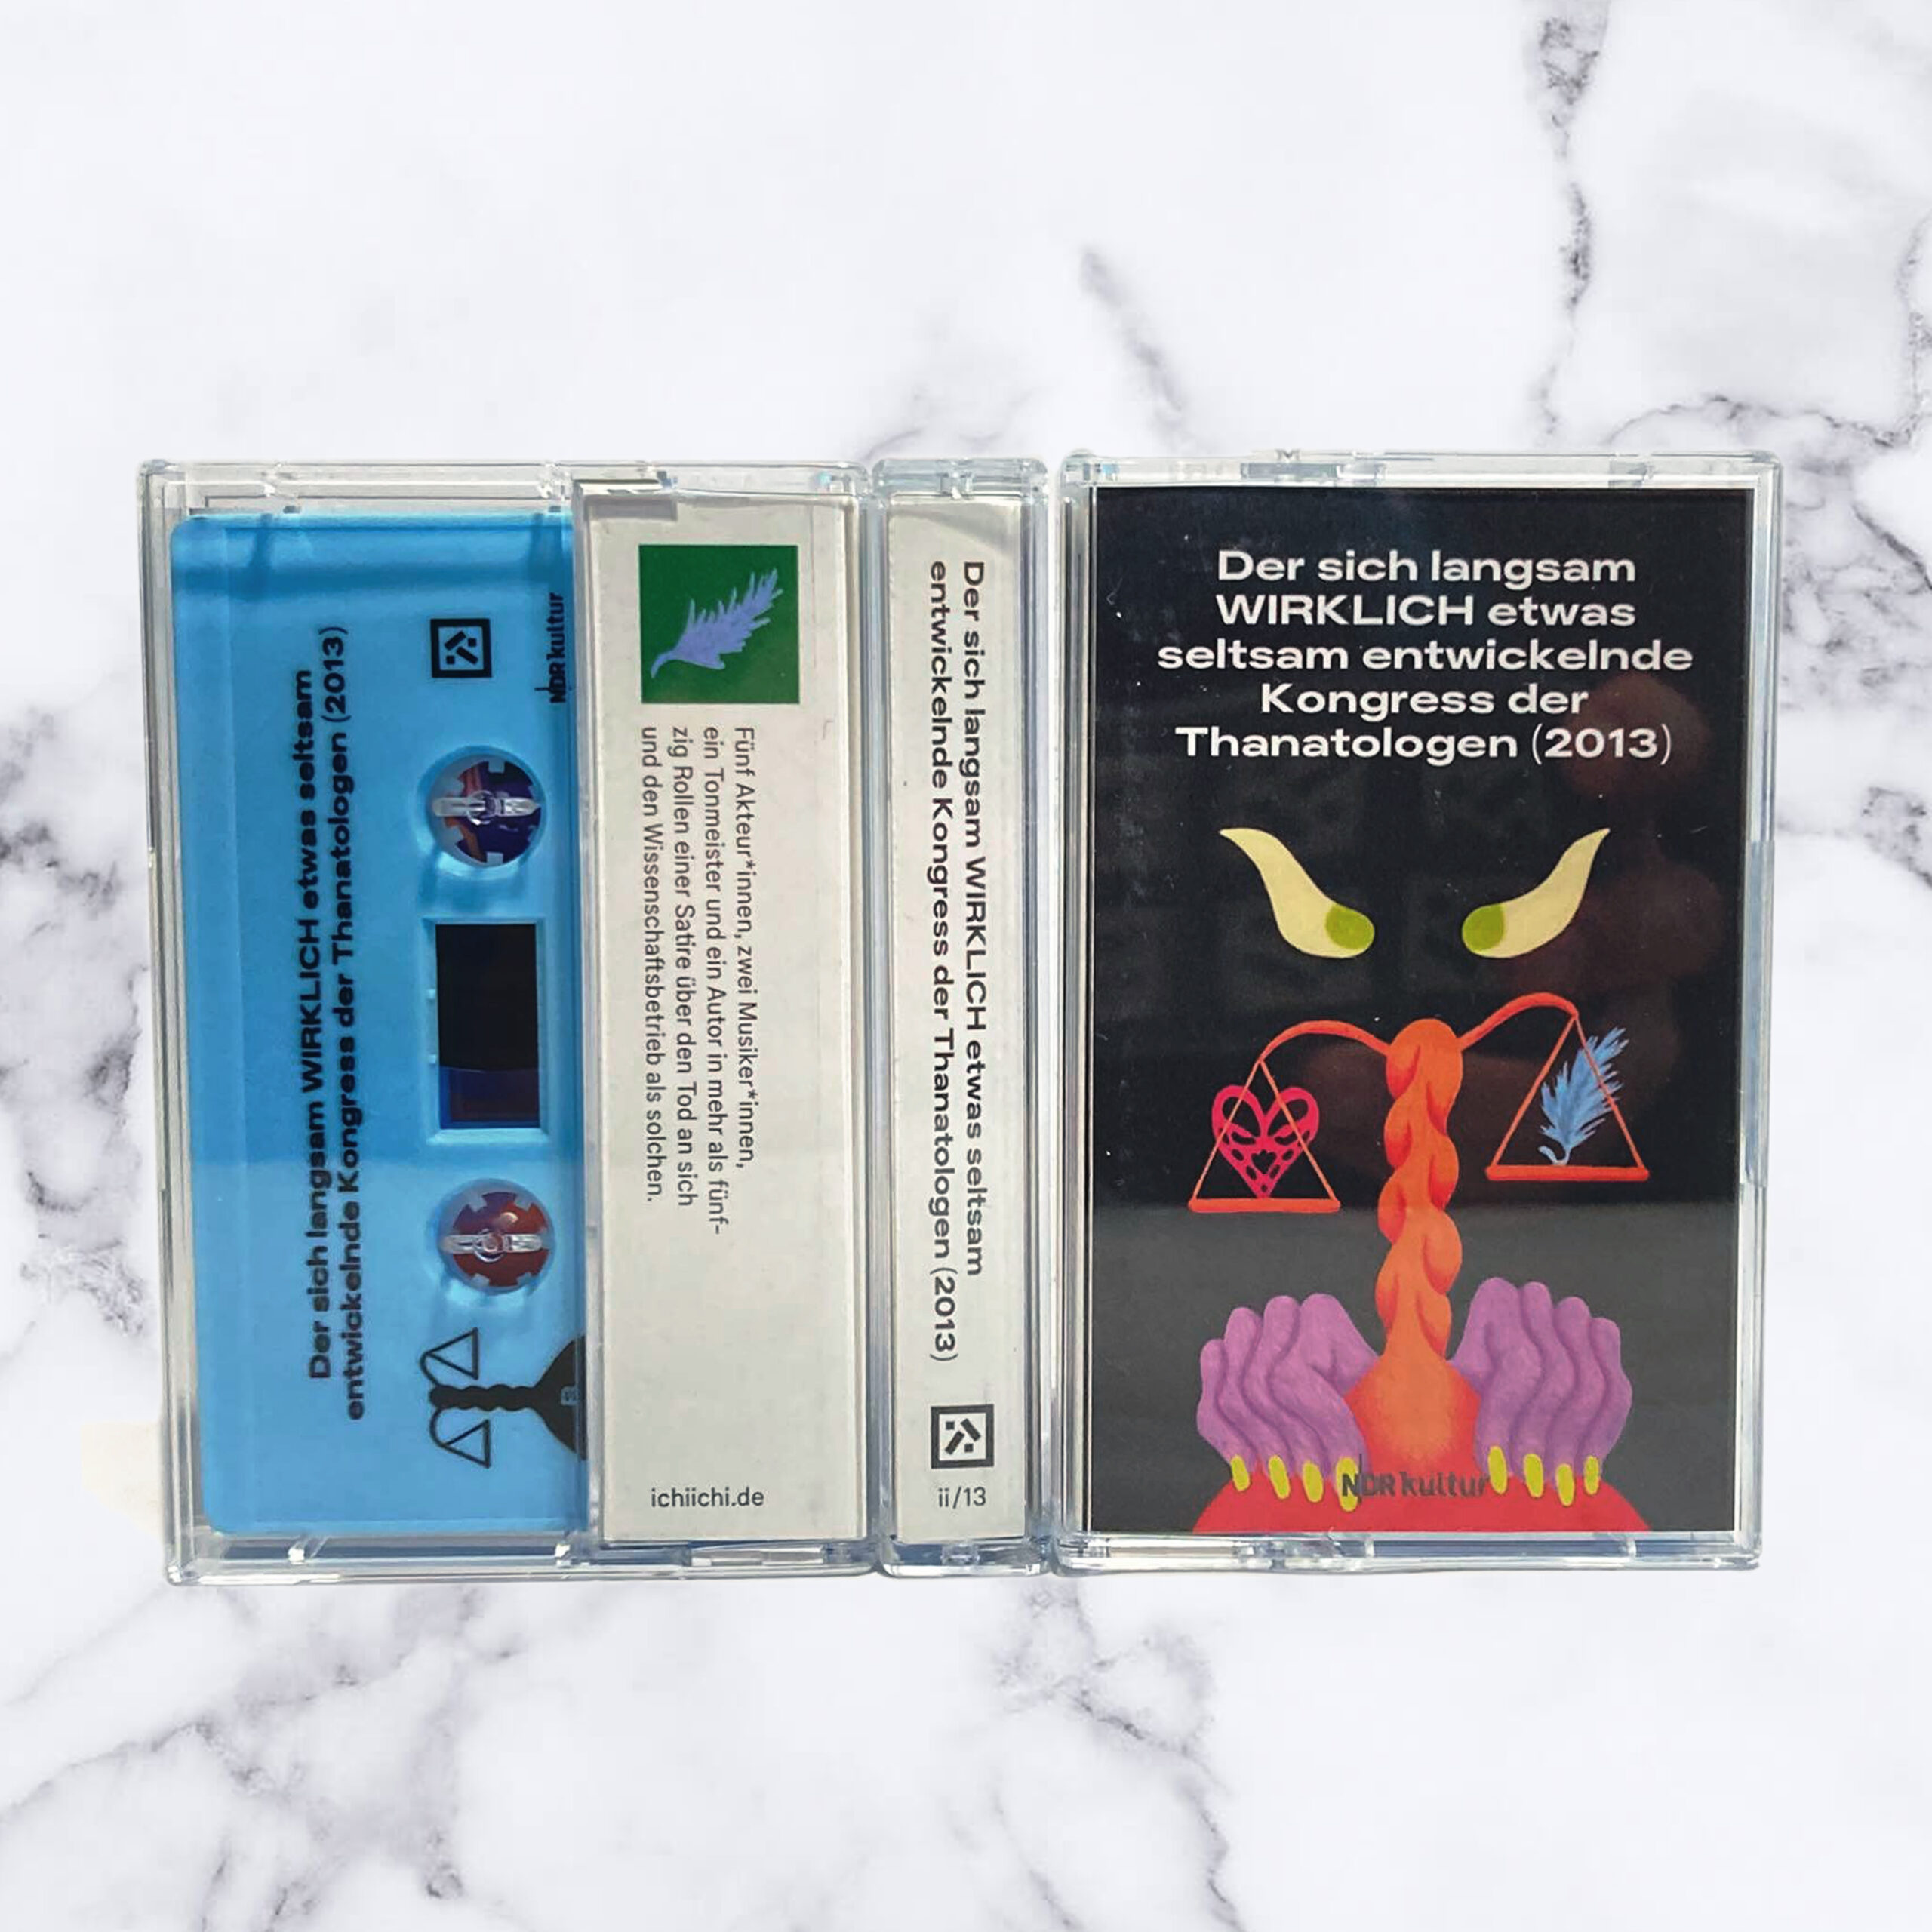 Der sich langsam WIRKLICH etwas seltsam
entwickelnde Kongress der Thanatologen (2013)
NDR kultur
Fünf Akteur*innen, zwei Musiker*innen,
ein Tonmeister und ein Autor in mehr als fünf-
zig Rollen einer Satire über den Tod an sich
und den Wissenschaftsbetrieb als solchen.
ichiichi.de
Der sich langsam WIRKLICH etwas seltsam
entwickelnde Kongress der Thanatologen (2013)
ii/13
Der sich langsam
WIRKLICH etwas
seltsam entwickelnde
Kongress der
Thanatologen (2013)
NDR kultur